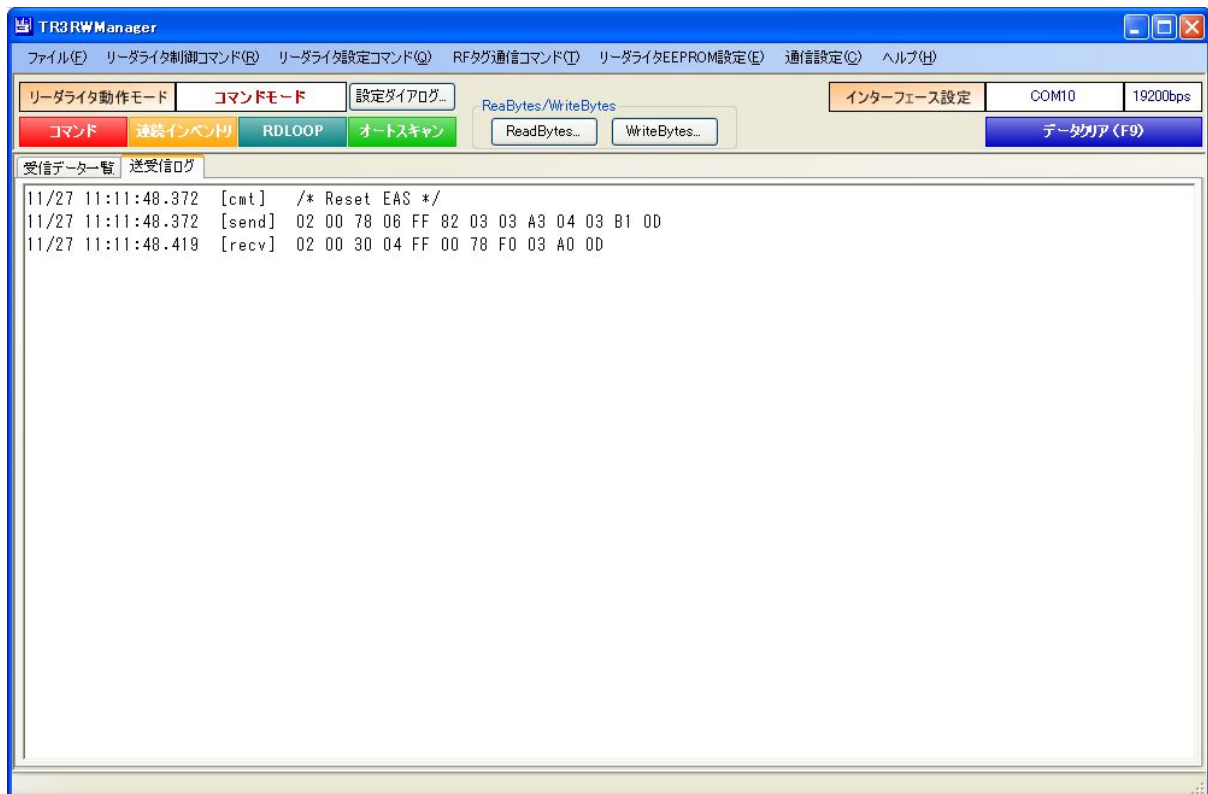 TR3RWManager
ファイル(F) リーダライタ制御コマンド(R) リーダライタ設定コマンド(Q) RFタグ通信コマンド(T) リーダライタEEPROM設定(E) 通信設定(C) ヘルプ(H)
リーダライタ動作モード コマンドモード 設定ダイアログ... ReaBytes/WriteBytes インターフェース設定 COM10 19200bps
コマンド 連続インベントリ RDLOOP オートスキャン ReadBytes... WriteBytes... データクリア(F9)
受信データ一覧 送受信ログ
11/27 11:11:48.372 [cmt] /* Reset EAS */
11/27 11:11:48.372 [send] 02 00 78 06 FF 82 03 03 A3 04 03 B1 0D
11/27 11:11:48.419 [recv] 02 00 30 04 FF 00 78 F0 03 A0 0D